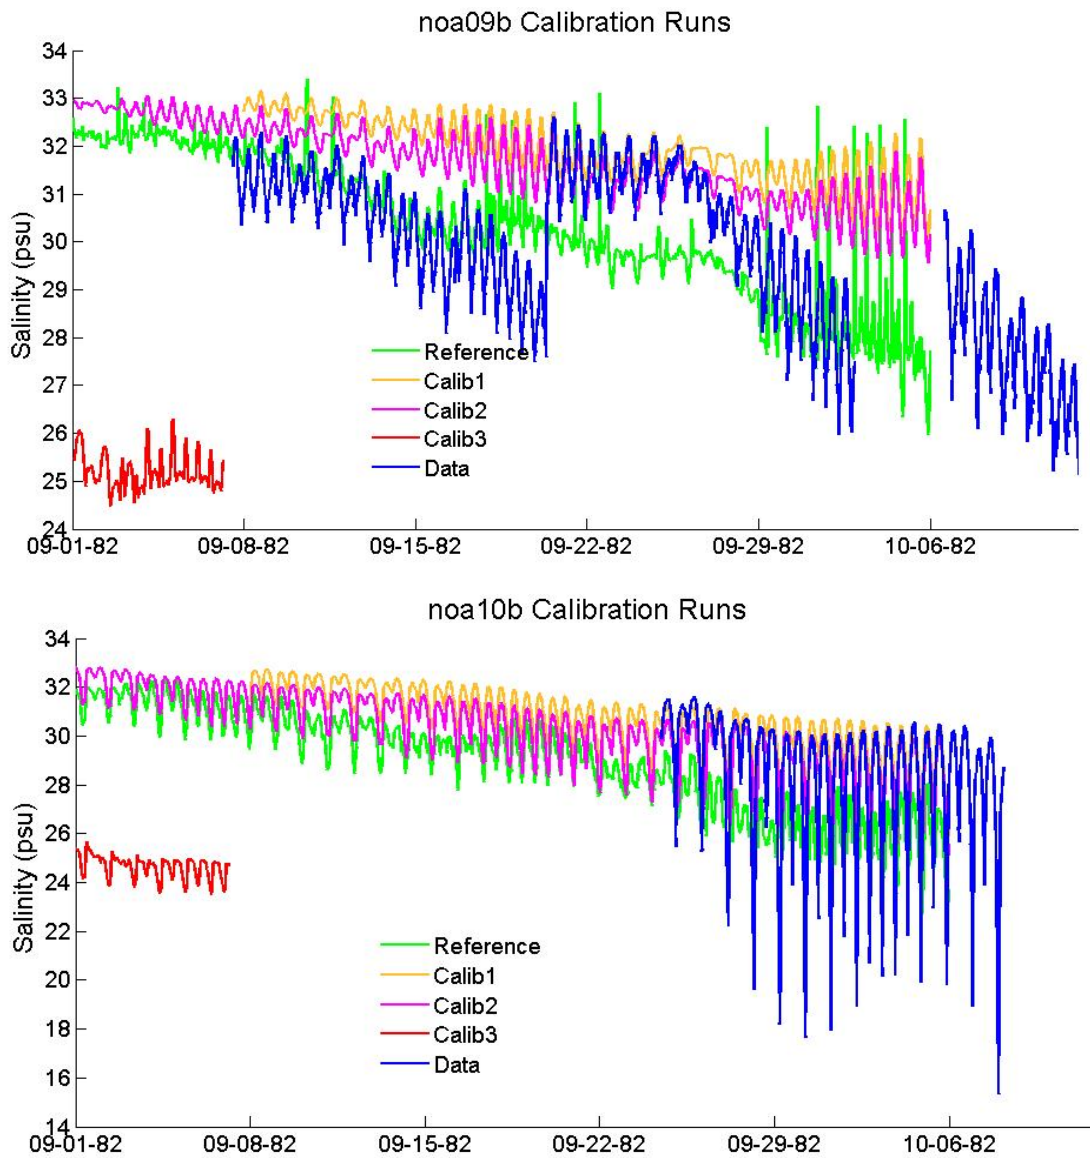 noa09b Calibration Runs
34
33
32
31
30
29
28
27
26
25
24
Salinity (psu)
Reference
Calib1
Calib2
Calib3
Data
09-01-82 09-08-82 09-15-82 09-22-82 09-29-82 10-06-82
noa10b Calibration Runs
34
32
30
28
26
24
22
20
18
16
14
Salinity (psu)
Reference
Calib1
Calib2
Calib3
Data
09-01-82 09-08-82 09-15-82 09-22-82 09-29-82 10-06-82